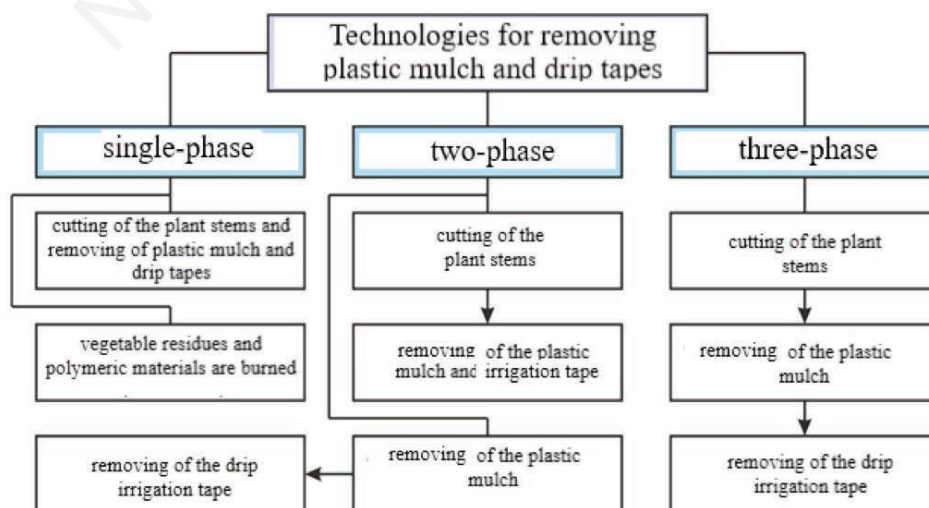 Technologies for removing
plastic mulch and drip tapes
single-phase
two-phase
three-phase
cutting of the plant stems and
removing of plastic mulch and
drip tapes
cutting of the
plant stems
cutting of the plant
stems
vegetable residues and
polymeric materials are burned
removing of the plastic
mulch and irrigation tape
removing of the plastic
mulch
removing of the drip
irrigation tape
removing of the plastic
mulch
removing of the drip
irrigation tape